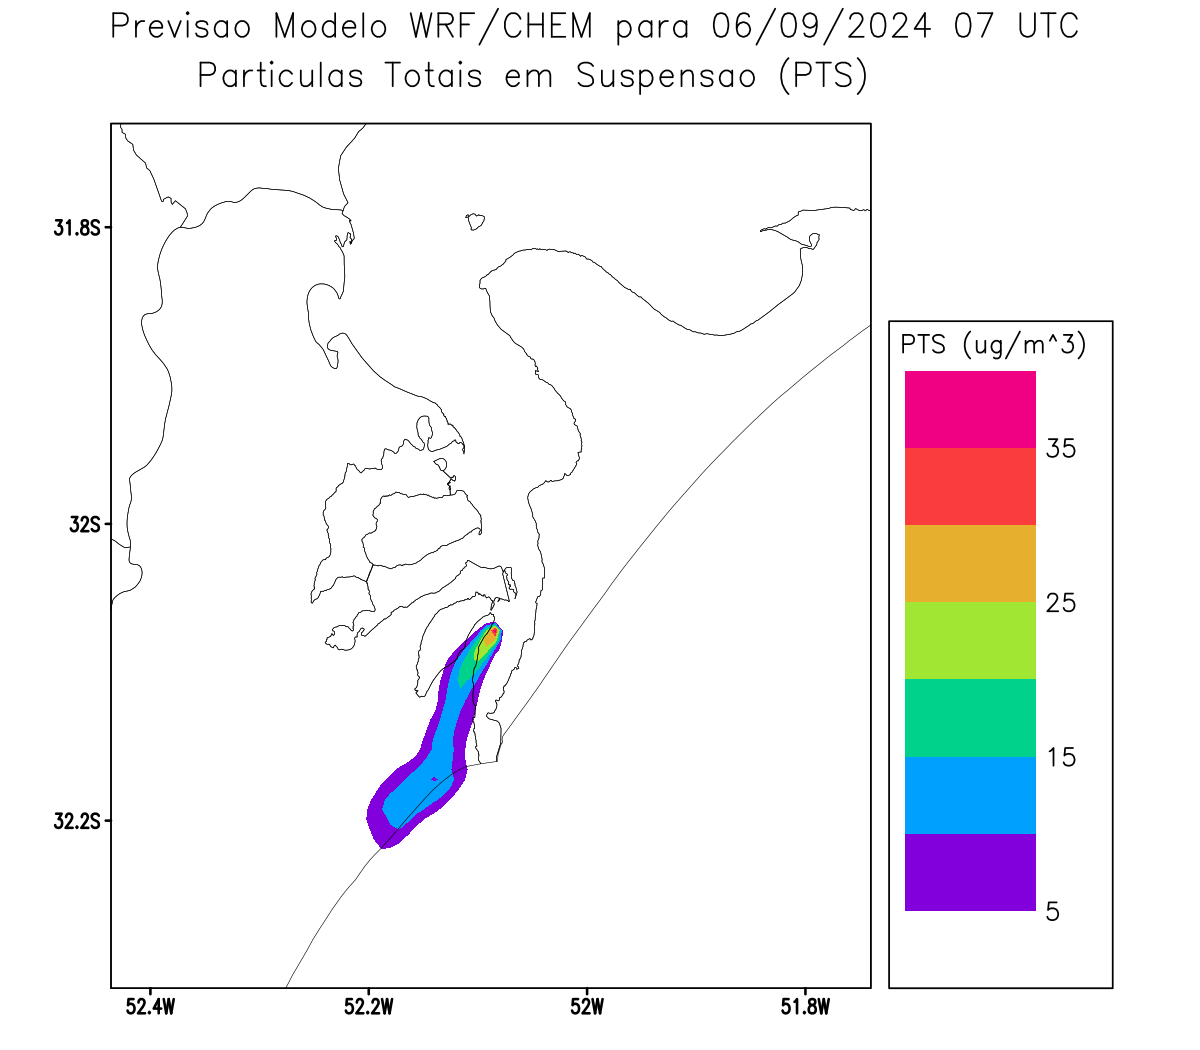 Previsao Modelo WRF/CHEM para 06/09/2024 07 UTC
Particulas Totais em Suspensao (PTS)
31.8S
32S
32.2S
52.4W
52.2W
52W
51.8W
PTS (ug/m^3)
35
25
15
5